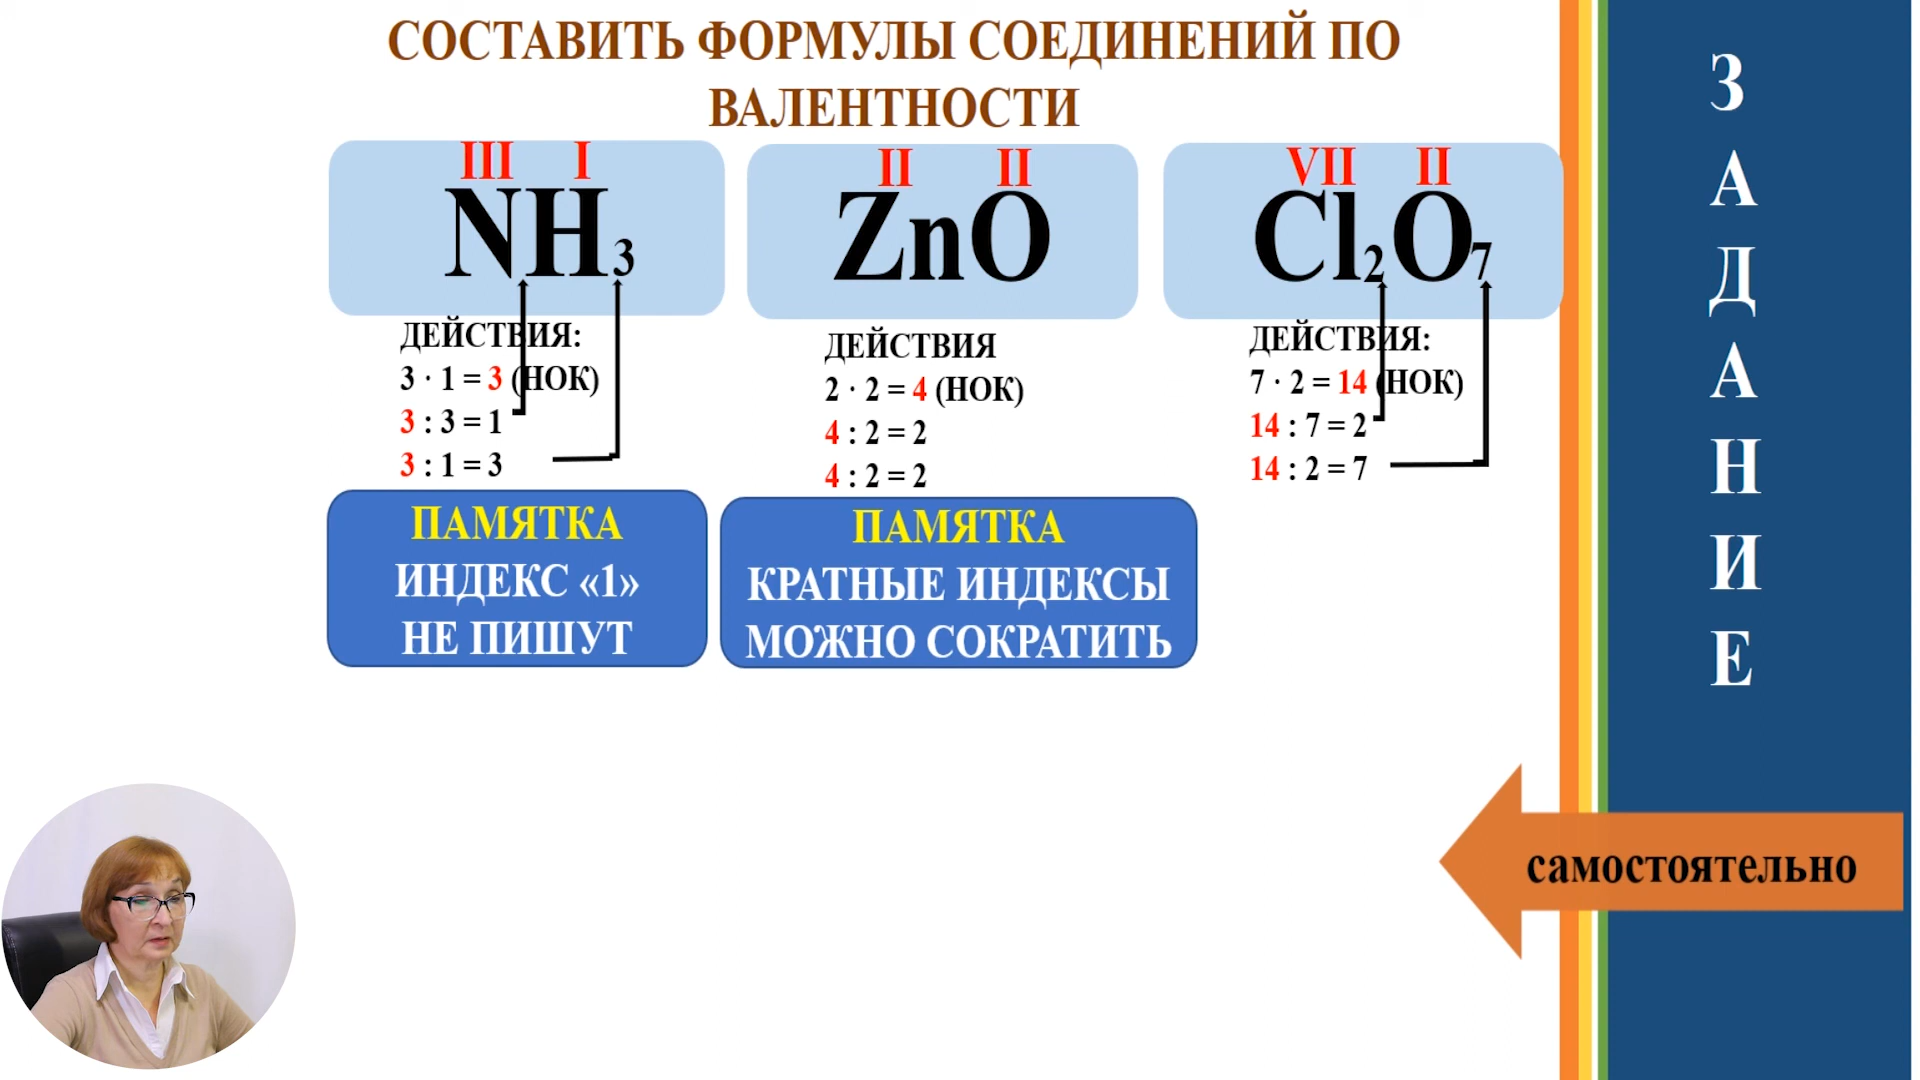 СОСТАВИТЬ ФОРМУЛЫ СОЕДИНЕНИЙ ПО
ВАЛЕНТНОСТИ
III I
NH3
ДЕЙСТВИЯ:
3 · 1 = 3 (НОК)
3 : 3 = 1
3 : 1 = 3
ПАМЯТКА
ИНДЕКС «1»
НЕ ПИШУТ
II II
ZnO
ДЕЙСТВИЯ
2 · 2 = 4 (НОК)
4 : 2 = 2
4 : 2 = 2
ПАМЯТКА
КРАТНЫЕ ИНДЕКСЫ
МОЖНО СОКРАТИТЬ
VII II
Cl2O7
ДЕЙСТВИЯ:
7 · 2 = 14 (НОК)
14 : 7 = 2
14 : 2 = 7
З
А
Д
А
Н
И
Е
самостоятельно